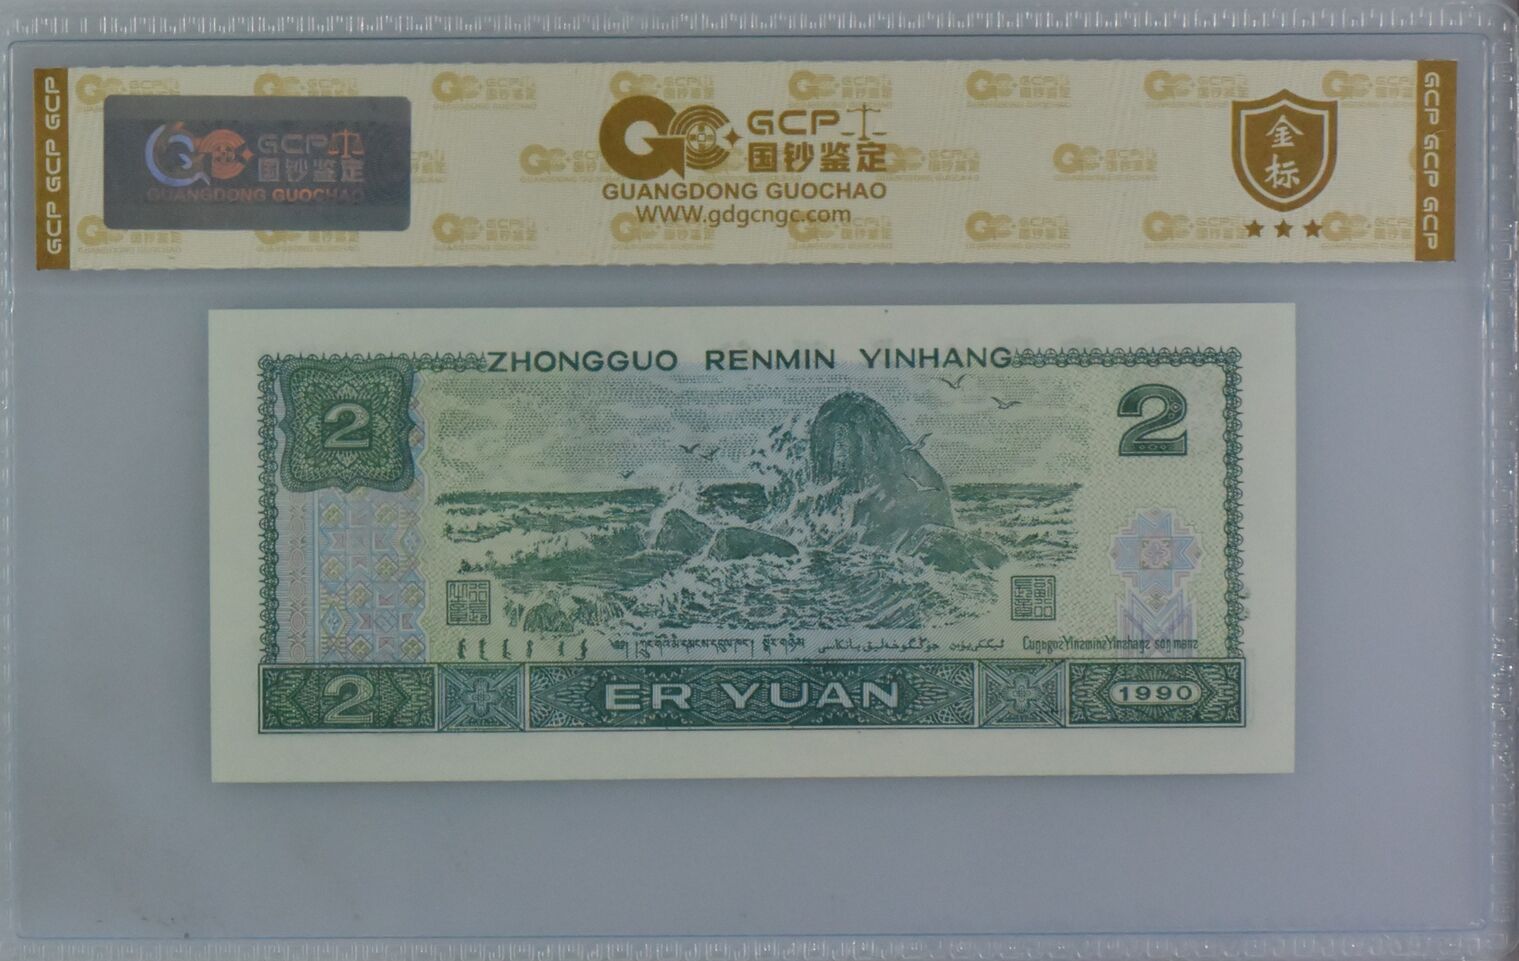 GCP GCP GCP
GCP
国钞鉴定
GUANGDONG GUOCHAO
GCP
国钞鉴定
GUANGDONG GUOCHAO
WWW.gdgcngc.com
金
标
GCP GCP GCP
ZHONGGUO RENMIN YINHANG
2
2
ER YUAN
2
1990